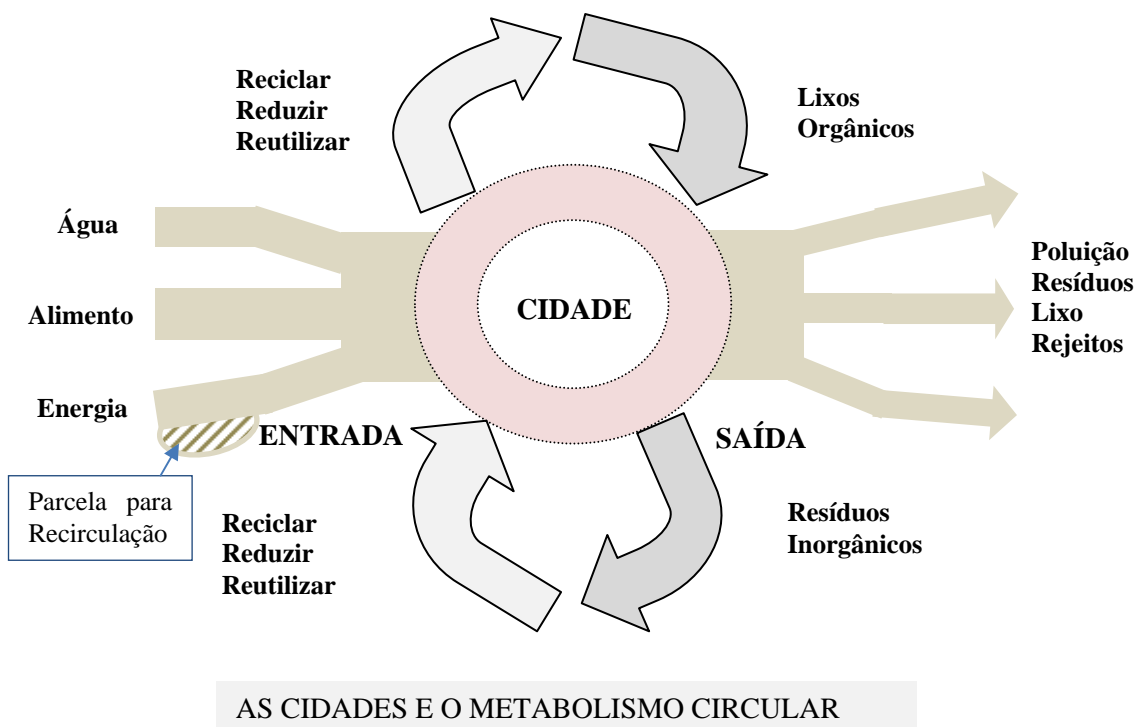 Reciclar
Reduzir
Reutilizar
Lixos
Orgânicos
Água
Alimento
Energia
CIDADE
Poluição
Resíduos
Lixo
Rejeitos
ENTRADA
SAÍDA
Parcela para
Recirculação
Reciclar
Reduzir
Reutilizar
Resíduos
Inorgânicos
AS CIDADES E O METABOLISMO CIRCULAR